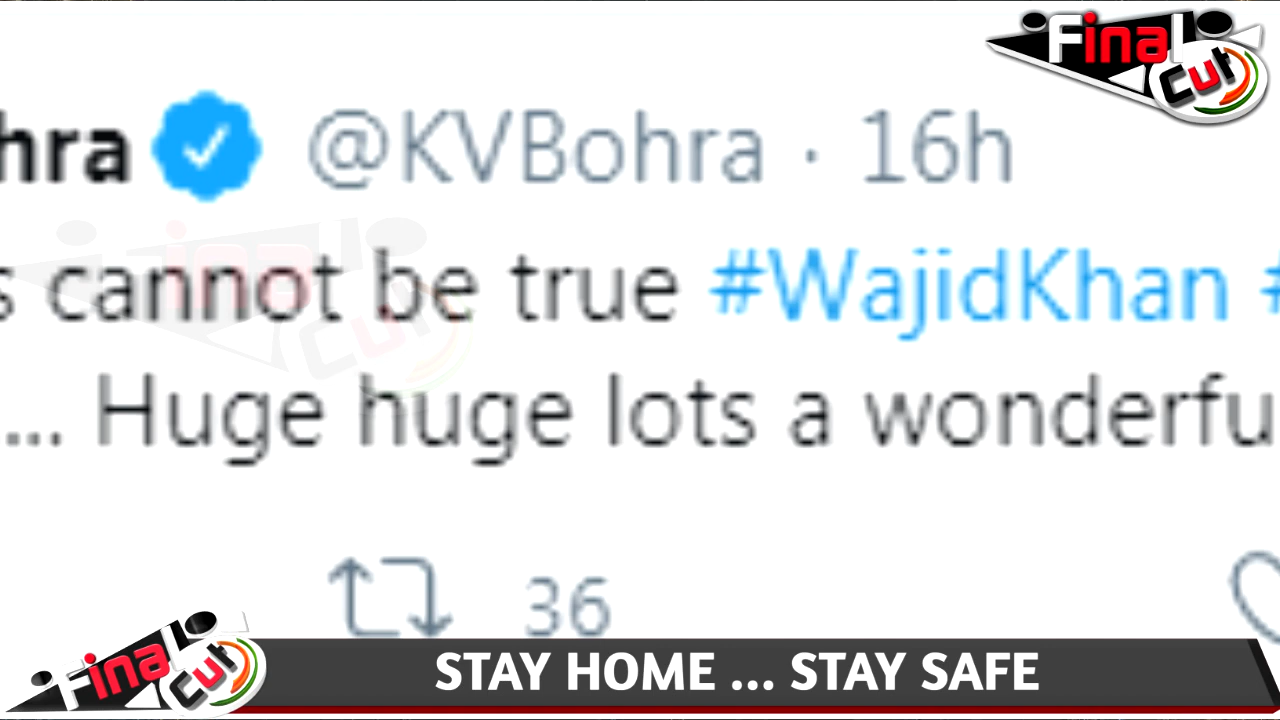 Final
Cut
hra @KVBohra · 16h
s cannot be true #WajidKhan #
... Huge huge lots a wonderfu
36
Final
Cut
STAY HOME ... STAY SAFE